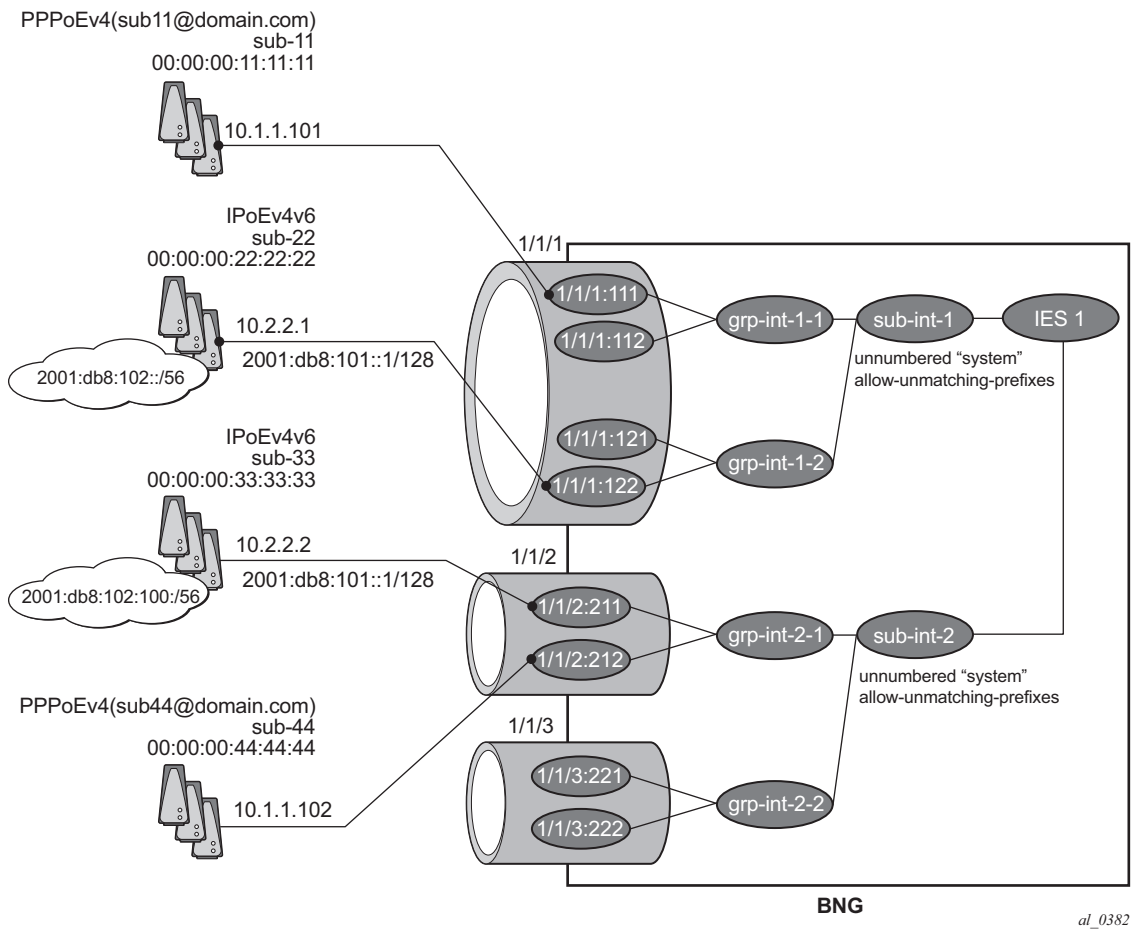 PPPoEv4(sub11@domain.com)
sub-11
00:00:00:11:11:11
10.1.1.101
IPoEv4v6
sub-22
00:00:00:22:22:22
10.2.2.1
2001:db8:101::1/128
2001:db8:102::/56
IPoEv4v6
sub-33
00:00:00:33:33:33
10.2.2.2
2001:db8:101::1/128
2001:db8:102:100:/56
PPPoEv4(sub44@domain.com)
sub-44
00:00:00:44:44:44
10.1.1.102
1/1/1
1/1/1:111
1/1/1:112
1/1/1:121
1/1/1:122
1/1/2
1/1/2:211
1/1/2:212
1/1/3
1/1/3:221
1/1/3:222
grp-int-1-1
grp-int-1-2
grp-int-2-1
grp-int-2-2
sub-int-1
unnumbered “system”
allow-unmatching-prefixes
IES 1
sub-int-2
unnumbered “system”
allow-unmatching-prefixes
BNG
al_0382